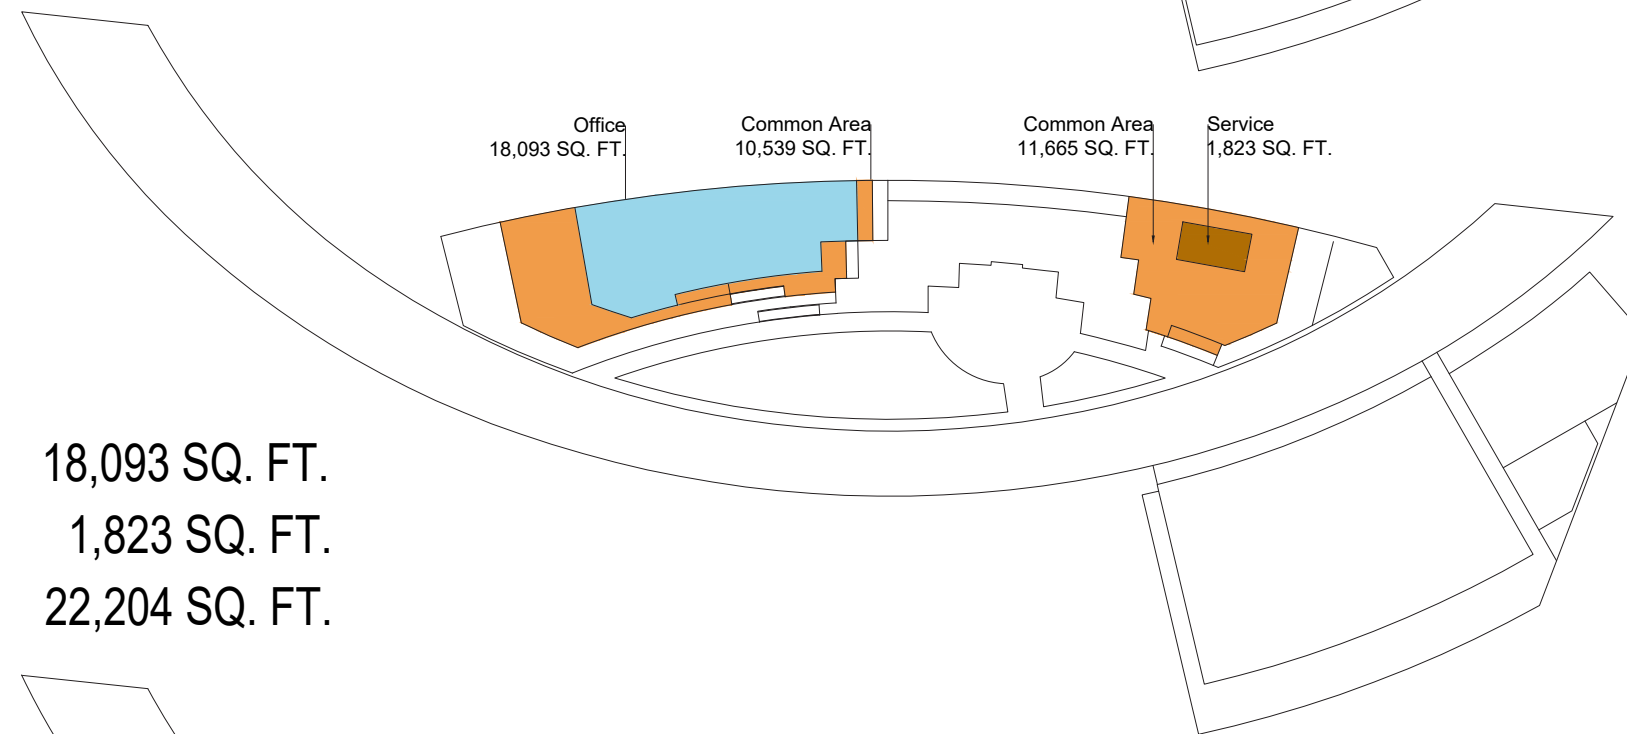 Office
18,093 SQ. FT.
Common Area
10,539 SQ. FT.
Common Area
11,665 SQ. FT.
Service
1,823 SQ. FT.
18,093 SQ. FT.
1,823 SQ. FT.
22,204 SQ. FT.